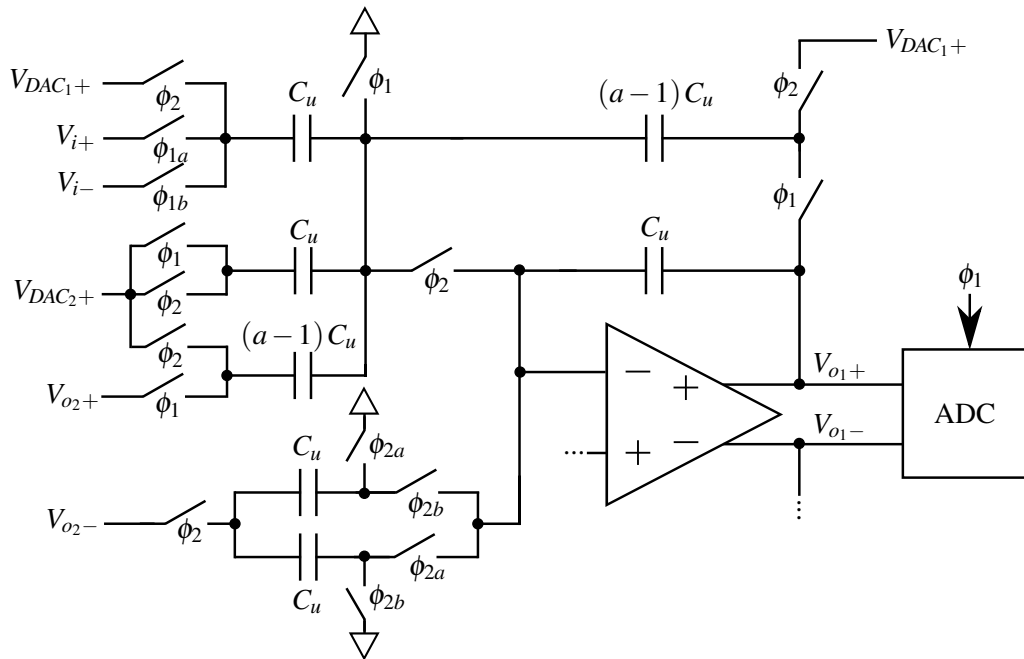 V_{DAC_1+}
ϕ_2
V_{i+}
ϕ_{1a}
V_{i-}
ϕ_{1b}
C_u
ϕ_1
(a − 1) C_u
ϕ_2
V_{DAC_1+}
ϕ_1
ϕ_1
V_{DAC_2+}
ϕ_2
ϕ_2
V_{o_2+}
ϕ_1
C_u
(a − 1) C_u
ϕ_2
C_u
− +
+ −
V_{o_1+}
V_{o_1-}
ϕ_1
ADC
V_{o_2-}
ϕ_2
C_u
C_u
ϕ_{2a}
ϕ_{2b}
ϕ_{2a}
ϕ_{2b}